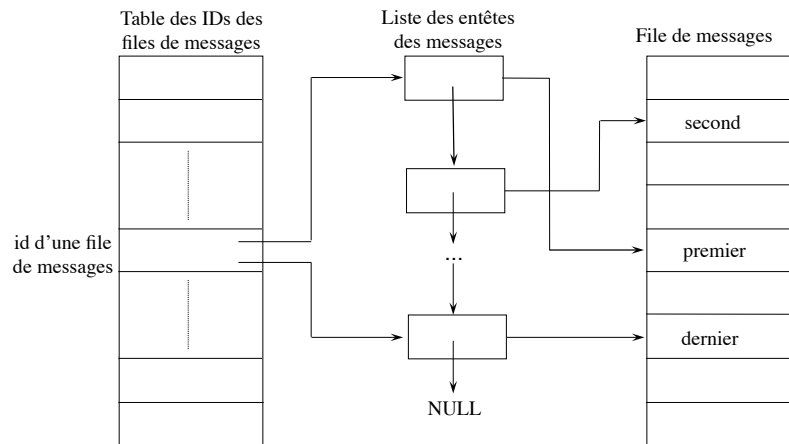 Table des IDs des
files de messages
Liste des entêtes
des messages
File de messages
second
id d'une file
de messages
premier
...
dernier
NULL